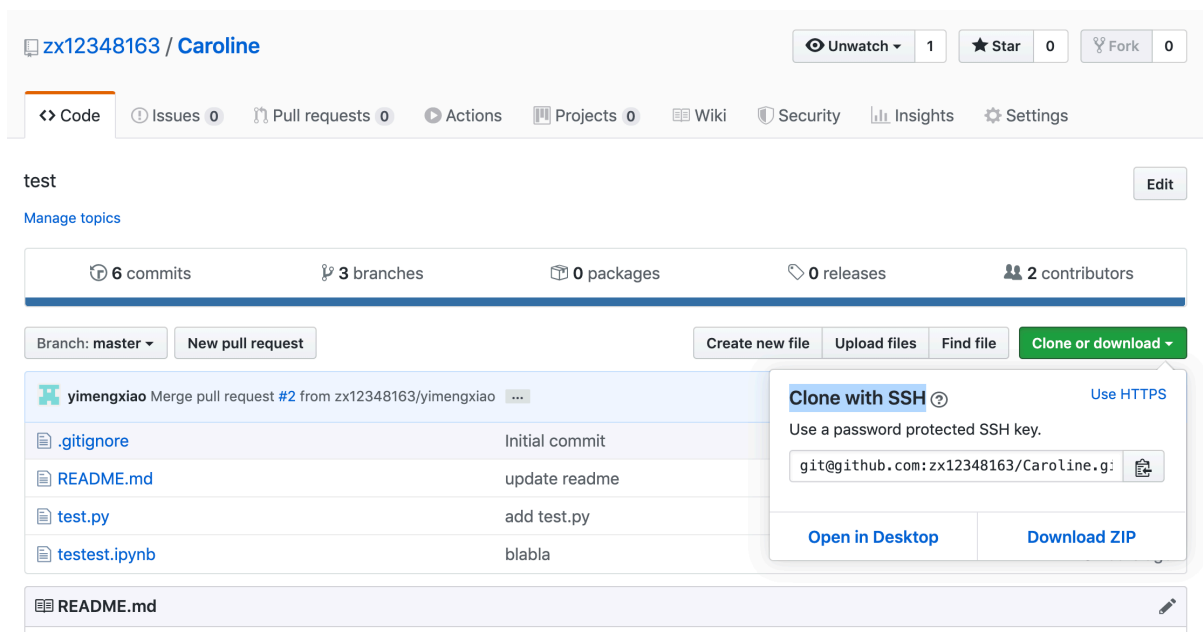 zx12348163 / Caroline
Unwatch 1 Star 0 Fork 0
Code Issues 0 Pull requests 0 Actions Projects 0 Wiki Security Insights Settings
test
Edit
Manage topics
6 commits 3 branches 0 packages 0 releases 2 contributors
Branch: master New pull request Create new file Upload files Find file Clone or download
yimengxiao Merge pull request #2 from zx12348163/yimengxiao ...
.gitignore Initial commit
README.md update readme
test.py add test.py
testest.ipynb blabla
Clone with SSH Use HTTPS
Use a password protected SSH key.
git@github.com:zx12348163/Caroline.gi
Open in Desktop Download ZIP
README.md